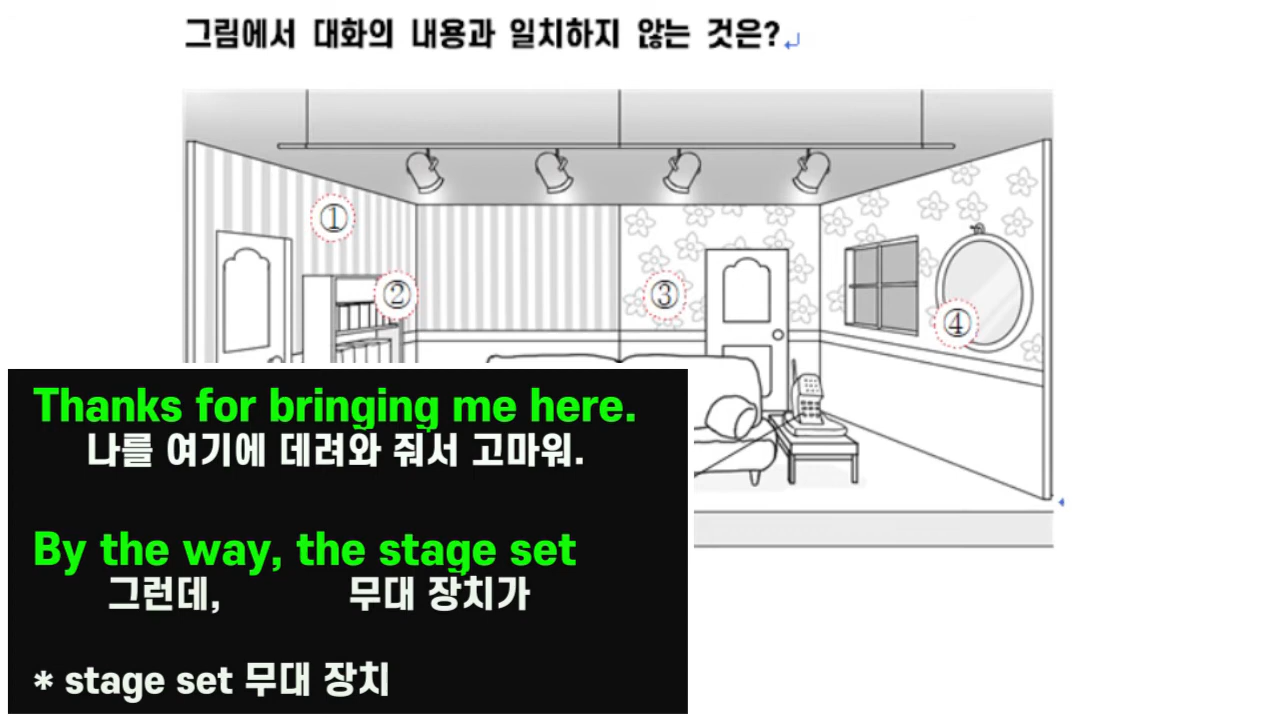 그림에서 대화의 내용과 일치하지 않는 것은?
①
②
③
④
Thanks for bringing me here.
나를 여기에 데려와 줘서 고마워.
By the way, the stage set
그런데, 무대 장치가
* stage set 무대 장치